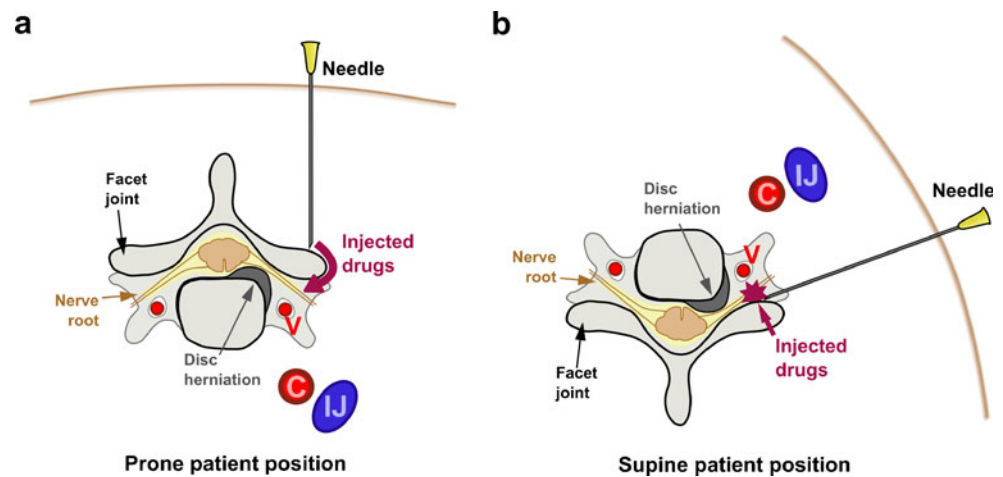 a
Needle
Facet
joint
Injected
drugs
Nerve
root
V
Disc
herniation
C
IJ
Prone patient position
b
IJ
C
Needle
Disc
herniation
V
Nerve
root
Injected
drugs
Facet
joint
Supine patient position